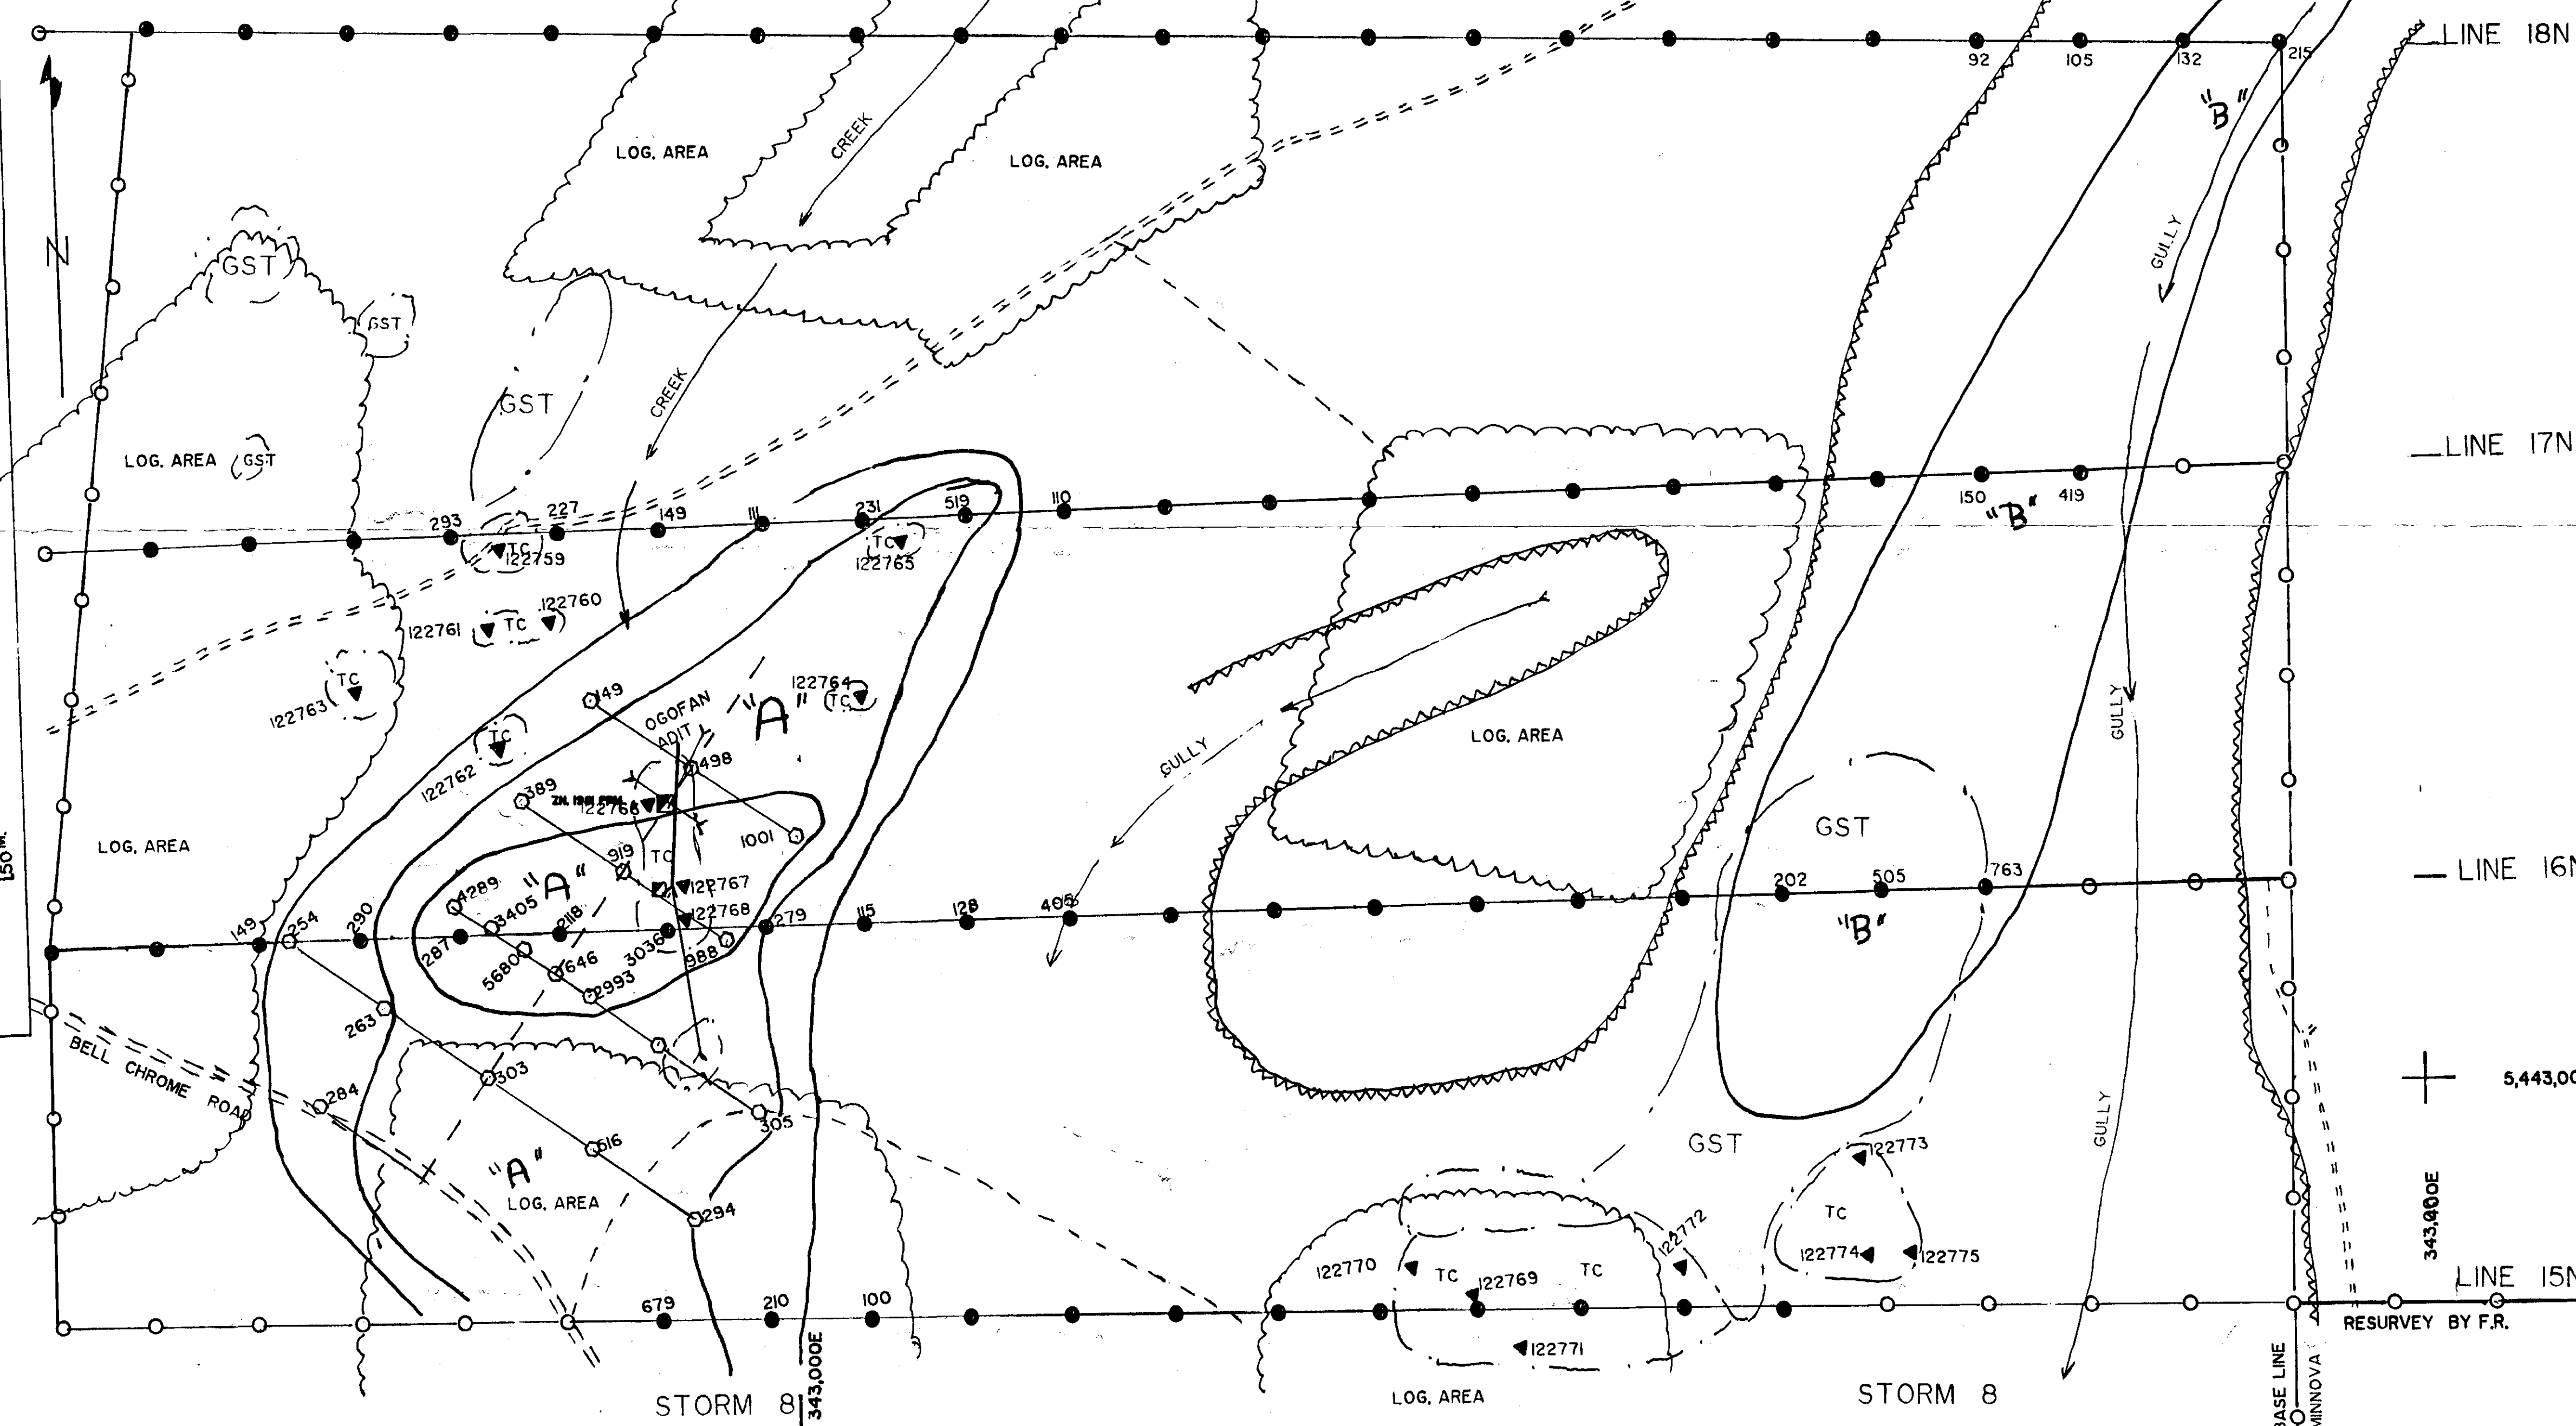 LINE 18N
92 105 132 215
"B"
LOG. AREA
CREEK
LOG. AREA
GULLY
N
GST
GST
GST
CREEK
LOG. AREA
GST
LINE 17N
293 227 149 111 231 519 110
150 419
"B"
TC
122759
TC
122765
122761
TC
122760
TC
122763
149
OGOFAN
ADIT
"A"
122764
TC
GULLY
LOG. AREA
GULLY
TC
122762
498
389
122766
1001
GST
LOG. AREA
150 M.
919
TC
122767
4289
"A"
3405
2118
122768
LINE 16N
149 254 290 287 3036 279 115 128 405
202 505 763
"B"
5680
646
988
2993
263
BELL CHROME ROAD
284
303
305
5,443,00
GULLY
GST
616
"A"
LOG. AREA
294
122773
TC
122774
122775
122772
122770
TC
122769
TC
343,400E
LINE 15N
679 210 100
122771
RESURVEY BY F.R.
343,000E
STORM 8
LOG. AREA
STORM 8
BASE LINE
MINNOVA